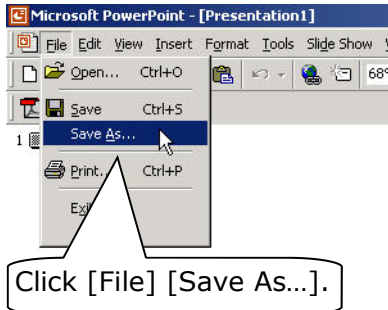 Microsoft PowerPoint - [Presentation1]
File Edit View Insert Format Tools Slide Show
Open... Ctrl+O
68%
Save Ctrl+S
Save As...
1
Print... Ctrl+P
Click [File] [Save As…].